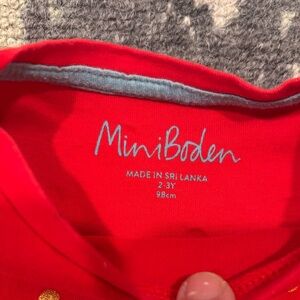 MiniBoden
MADE IN SRI LANKA
2-3Y
98cm